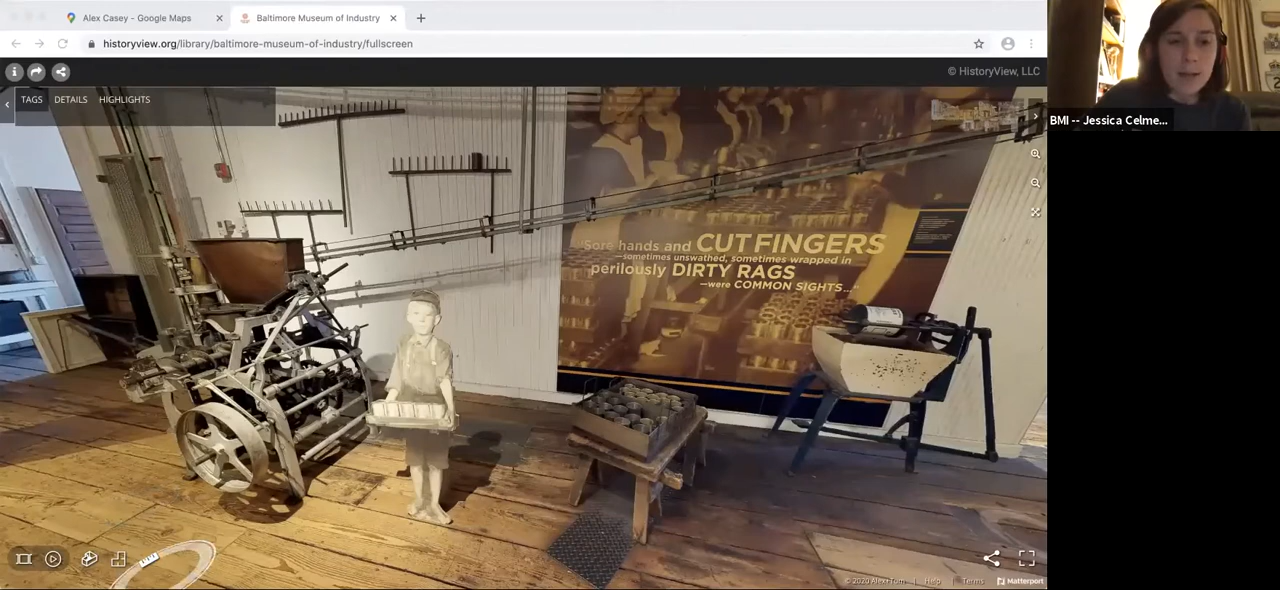 Alex Casey - Google Maps
Baltimore Museum of Industry
historyview.org/library/baltimore-museum-of-industry/fullscreen
© HistoryView, LLC
TAGS DETAILS HIGHLIGHTS
BMI -- Jessica Celme...
"Sore hands and CUT FINGERS
—sometimes unswathed, sometimes wrapped in
perilously DIRTY RAGS
—were COMMON SIGHTS..."
© 2020 Alex+Tom | Help | Terms Matterport